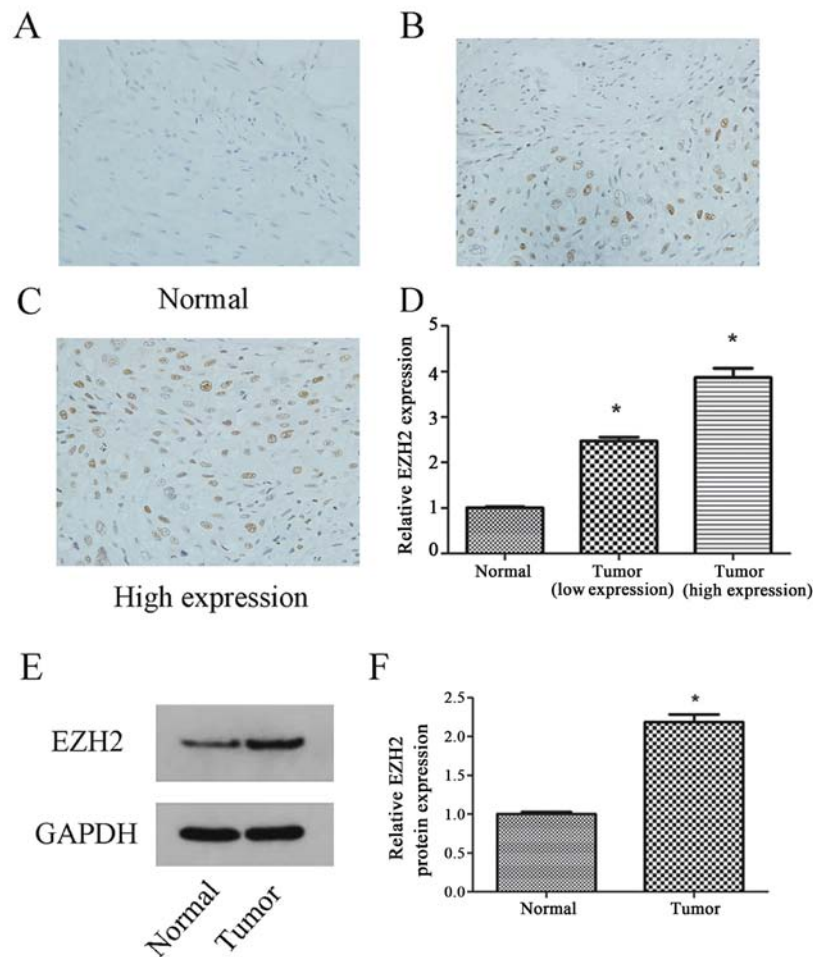 A
B
Normal
C
High expression
D
Relative EZH2 expression
5
4
3
2
1
0
*
*
Normal
Tumor
(low expression)
Tumor
(high expression)
E
EZH2
GAPDH
Normal
Tumor
F
Relative EZH2
protein expression
2.5
2.0
1.5
1.0
0.5
0.0
*
Normal
Tumor